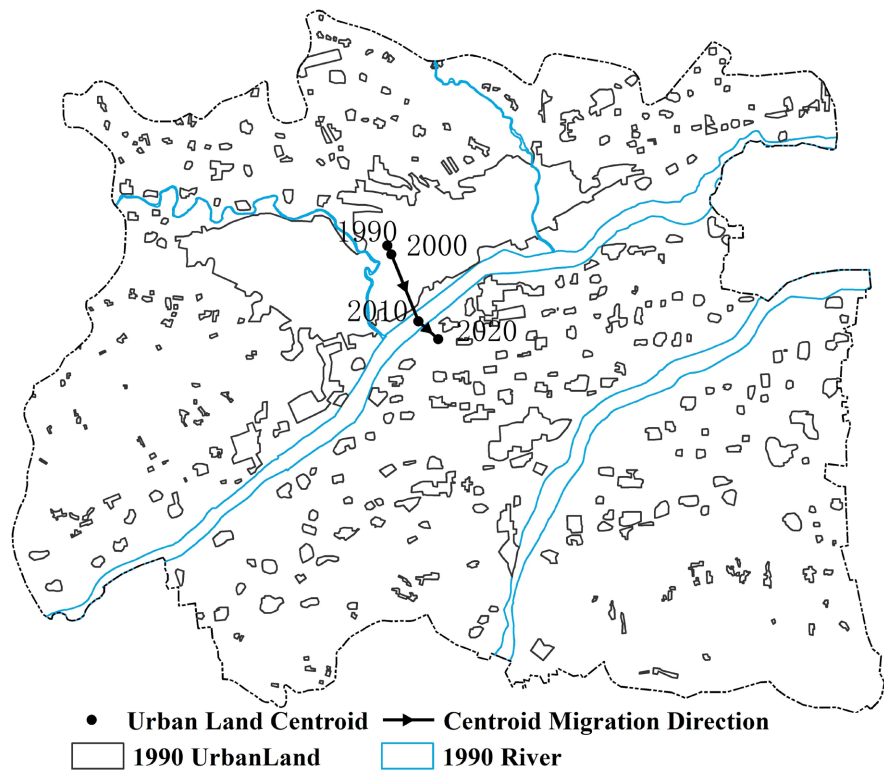 1990
2000
2010
2020
Urban Land Centroid
Centroid Migration Direction
1990 UrbanLand
1990 River